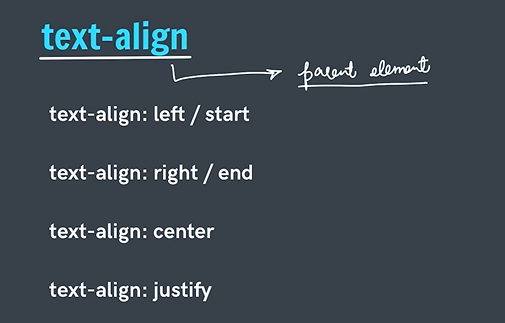 text-align
parent element
text-align: left / start
text-align: right / end
text-align: center
text-align: justify